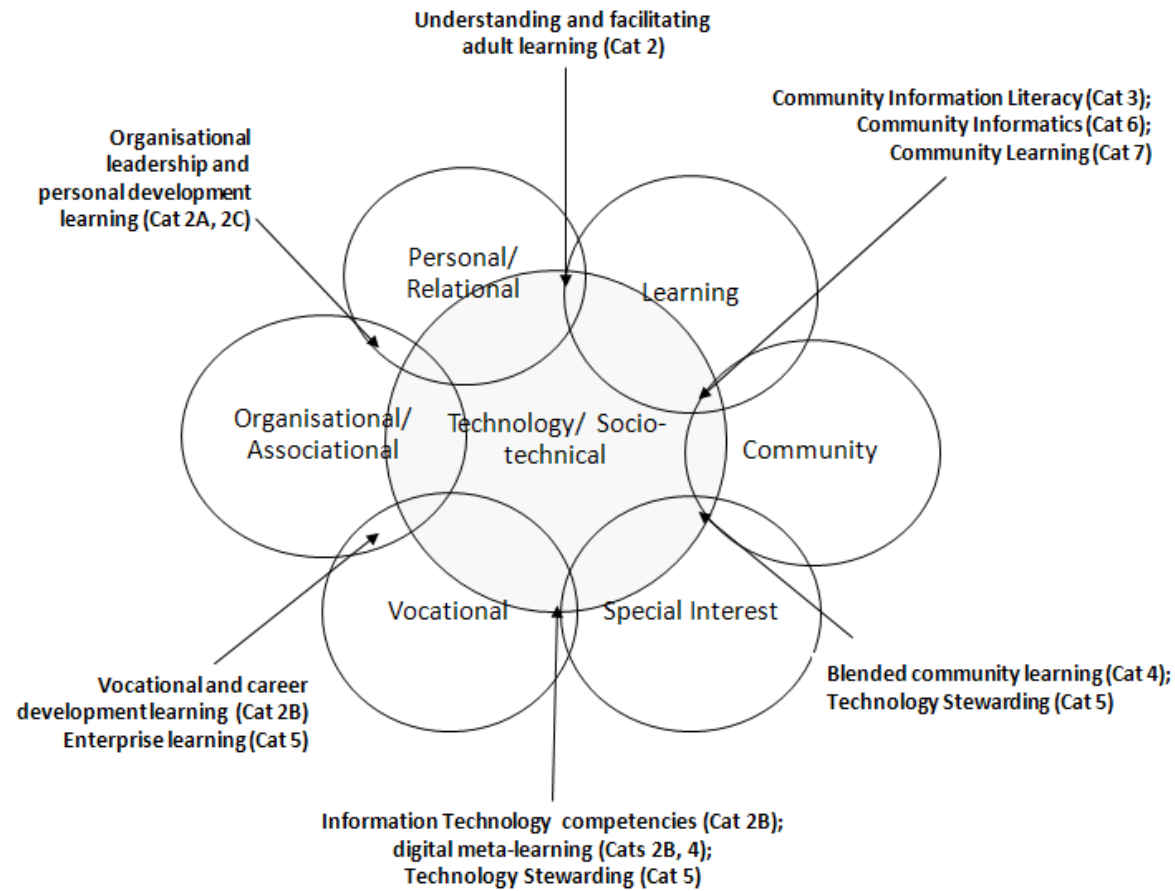 Understanding and facilitating
adult learning (Cat 2)
Community Information Literacy (Cat 3);
Community Informatics (Cat 6);
Community Learning (Cat 7)
Organisational
leadership and
personal development
learning (Cat 2A, 2C)
Personal/
Relational
Learning
Organisational/
Associational
Technology/ Socio-
technical
Community
Vocational
Special Interest
Blended community learning (Cat 4);
Technology Stewarding (Cat 5)
Vocational and career
development learning (Cat 2B)
Enterprise learning (Cat 5)
Information Technology competencies (Cat 2B);
digital meta-learning (Cats 2B, 4);
Technology Stewarding (Cat 5)